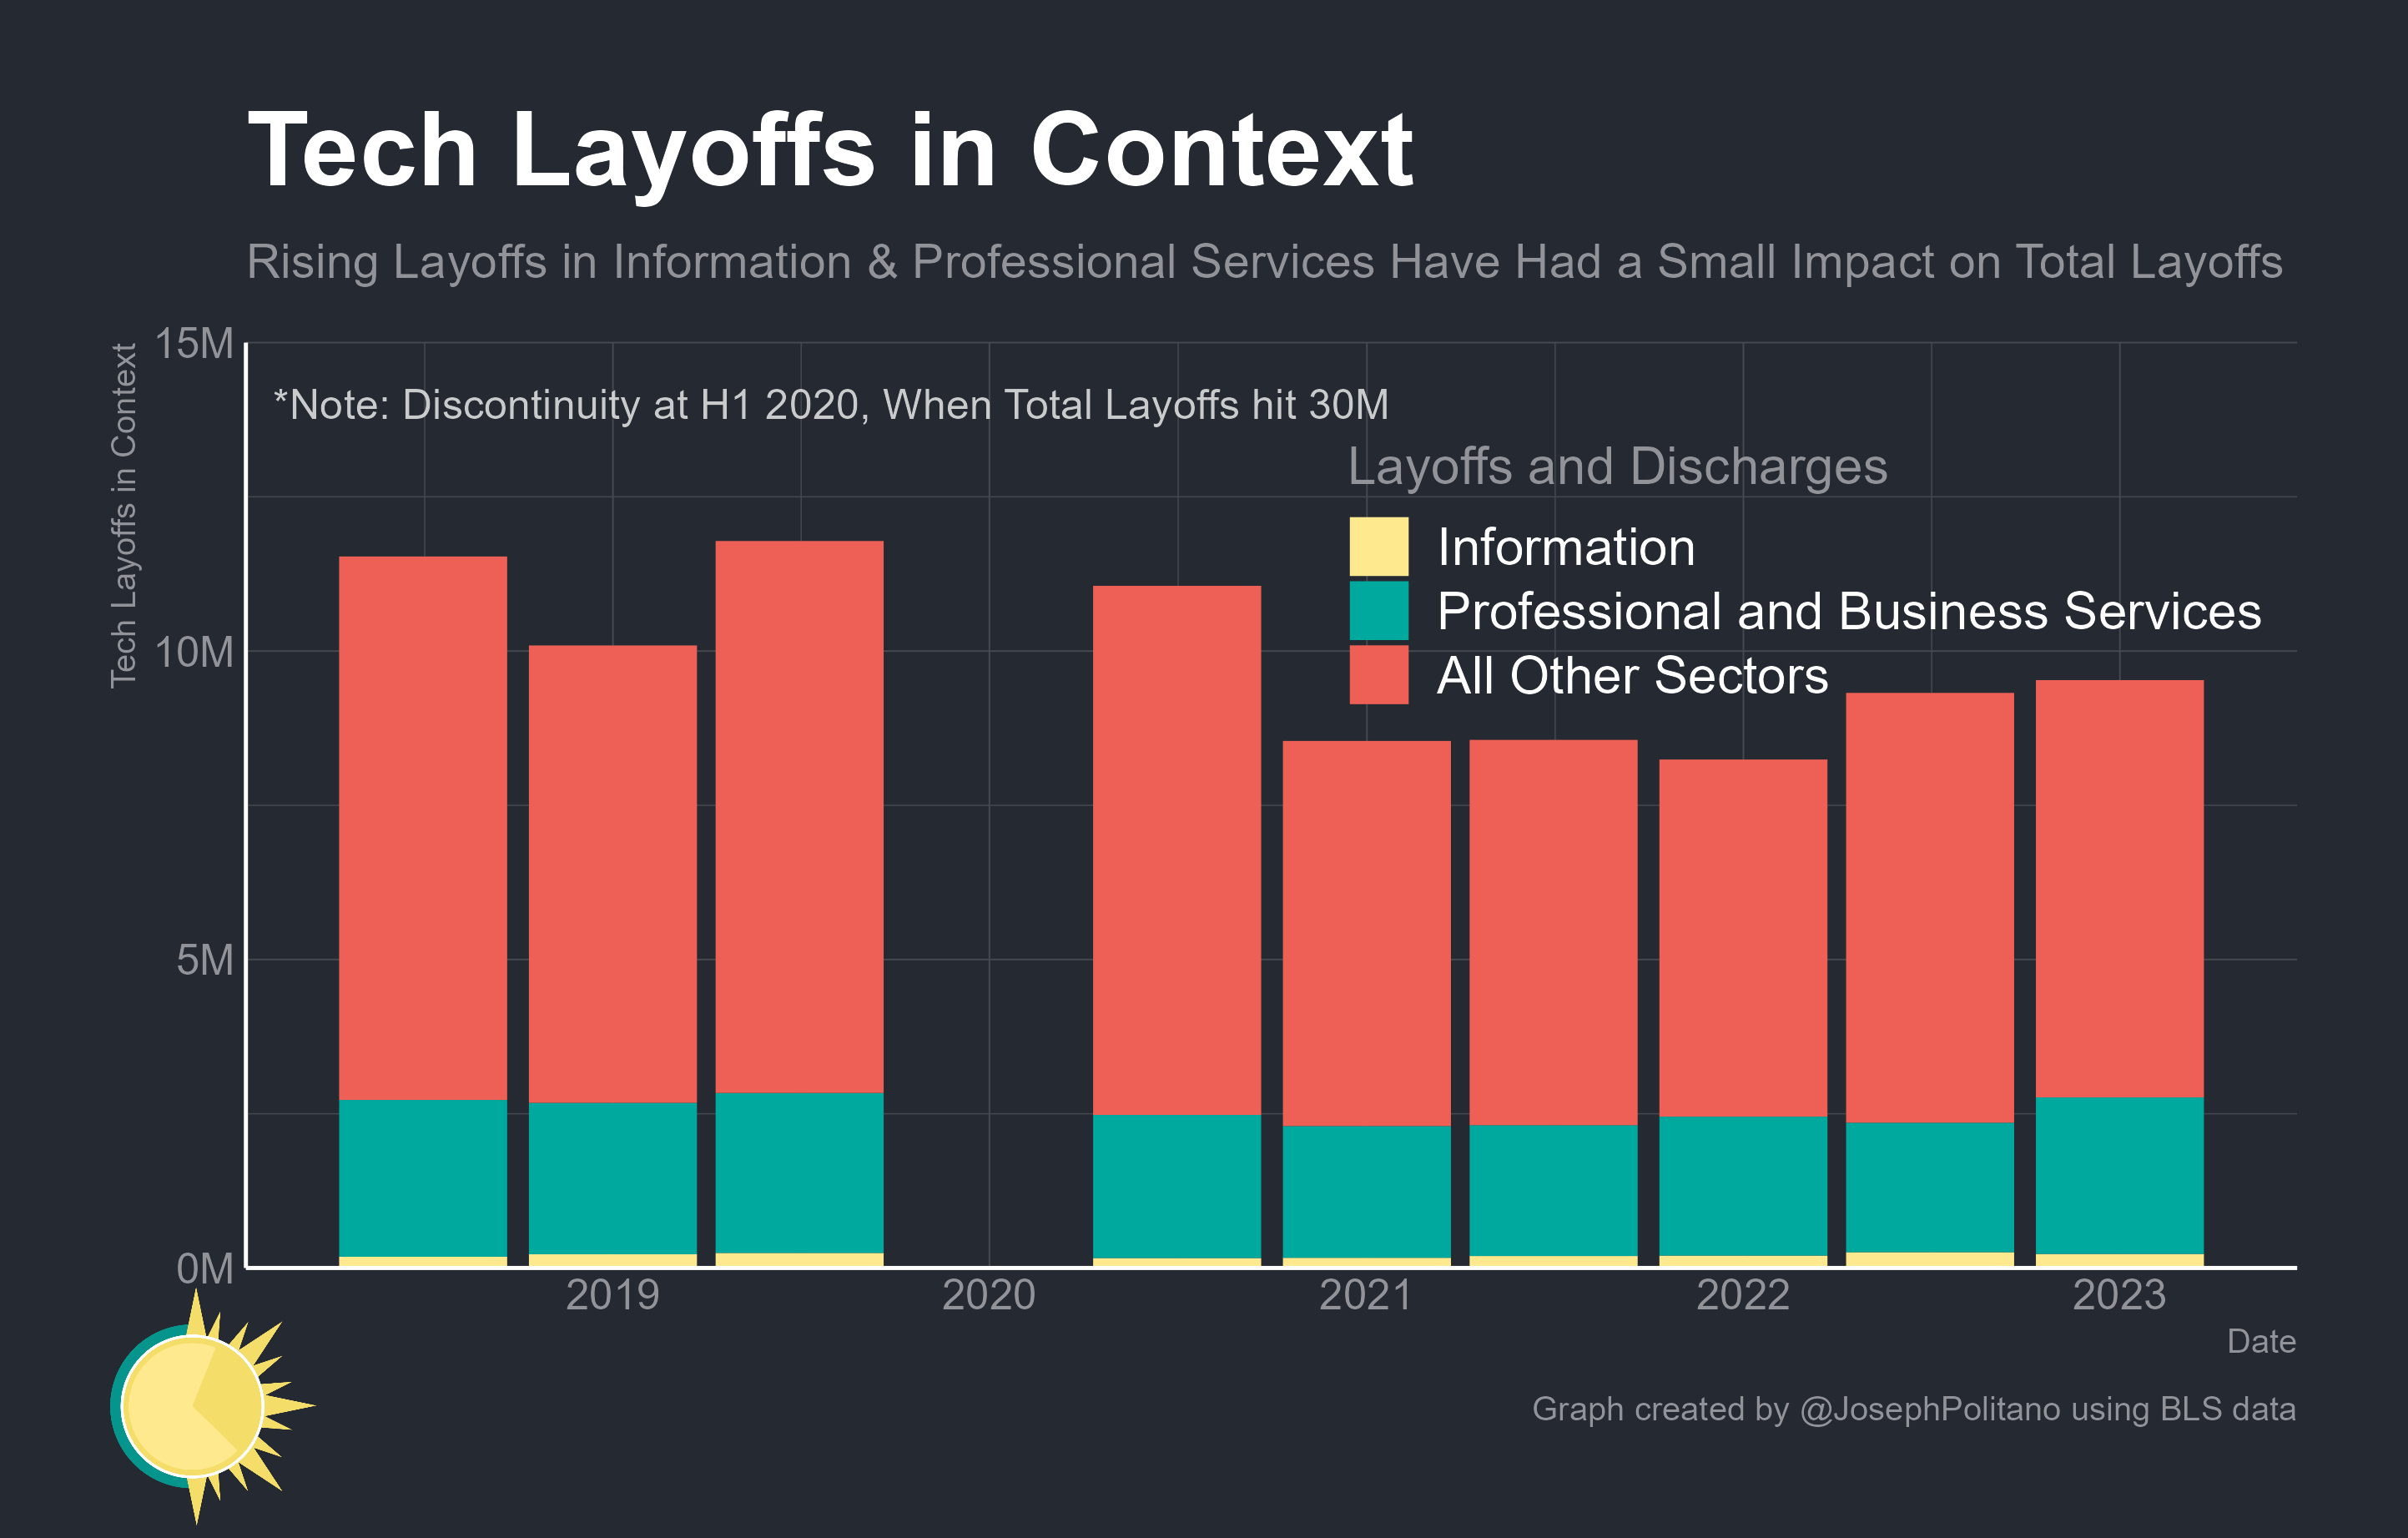 Tech Layoffs in Context
Rising Layoffs in Information & Professional Services Have Had a Small Impact on Total Layoffs
Tech Layoffs in Context
15M
10M
5M
0M
*Note: Discontinuity at H1 2020, When Total Layoffs hit 30M
Layoffs and Discharges
Information
Professional and Business Services
All Other Sectors
2019
2020
2021
2022
2023
Date
Graph created by @JosephPolitano using BLS data